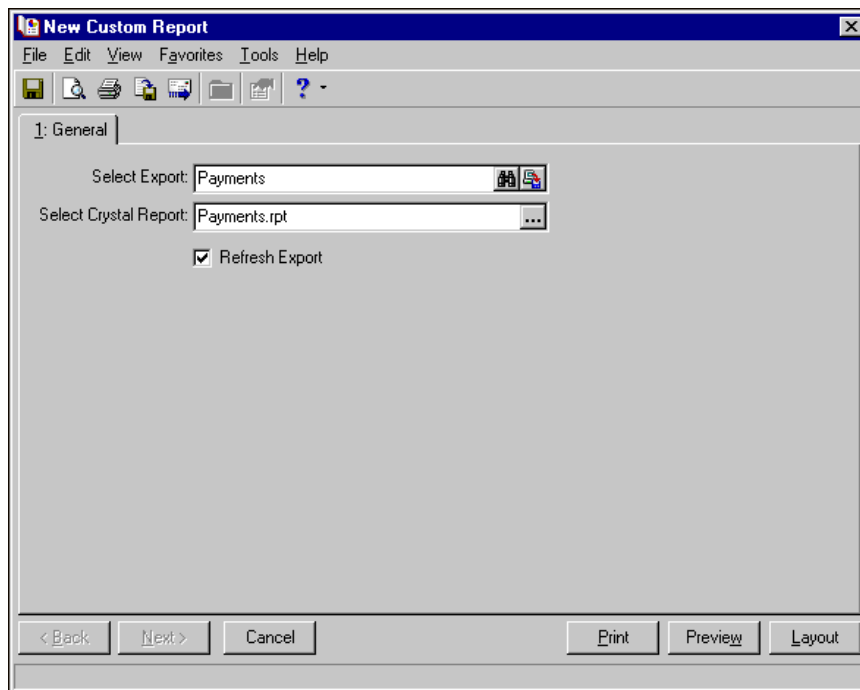 New Custom Report
File Edit View Favorites Tools Help
?
1: General
Select Export: Payments
Select Crystal Report: Payments.rpt
...
Refresh Export
< Back Next > Cancel Print Preview Layout